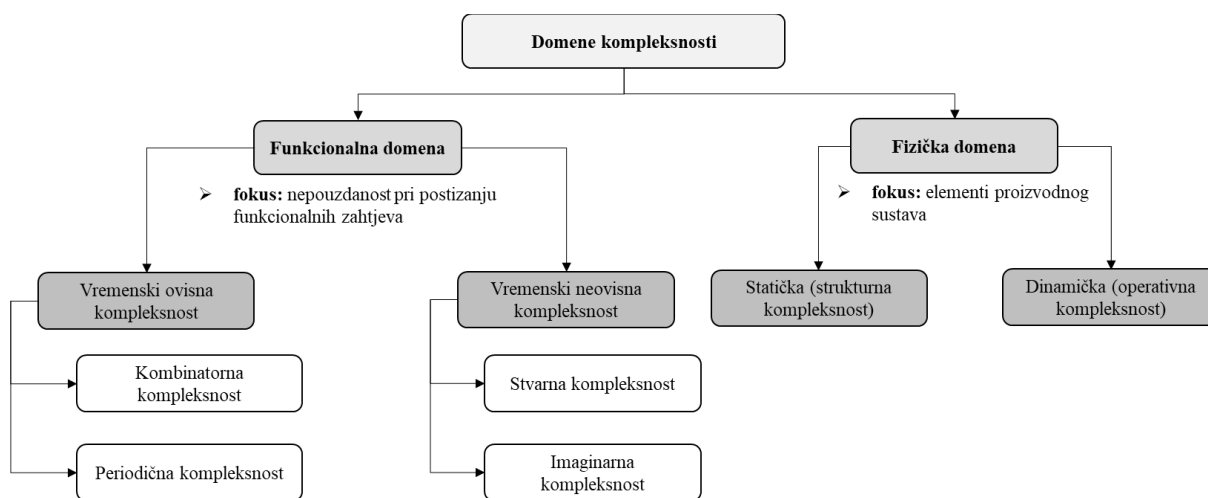 Domene kompleksnosti
Funkcionalna domena
➢ fokus: nepouzdanost pri postizanju
funkcionalnih zahtjeva
Fizička domena
➢ fokus: elementi proizvodnog
sustava
Vremenski ovisna
kompleksnost
Vremenski neovisna
kompleksnost
Statička (strukturna
kompleksnost)
Dinamička (operativna
kompleksnost)
Kombinatorna
kompleksnost
Stvarna kompleksnost
Periodična kompleksnost
Imaginarna
kompleksnost